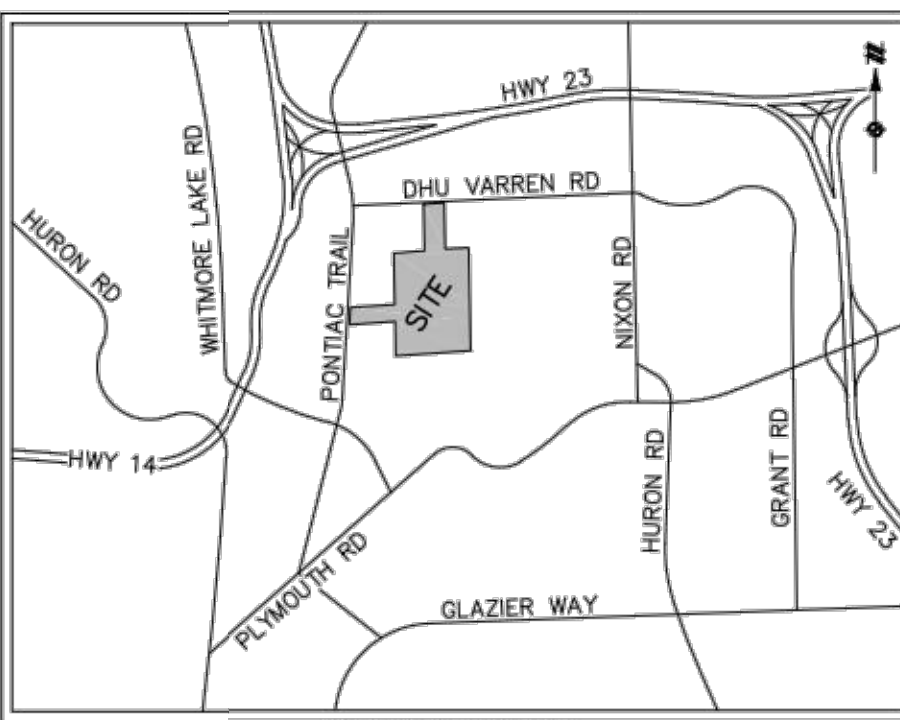 HWY 23
N
DHU VARREN RD
WHITMORE LAKE RD
HURON RD
PONTIAC TRAIL
SITE
NIXON RD
HWY 14
HURON RD
GRANT RD
HWY 23
PLYMOUTH RD
GLAZIER WAY